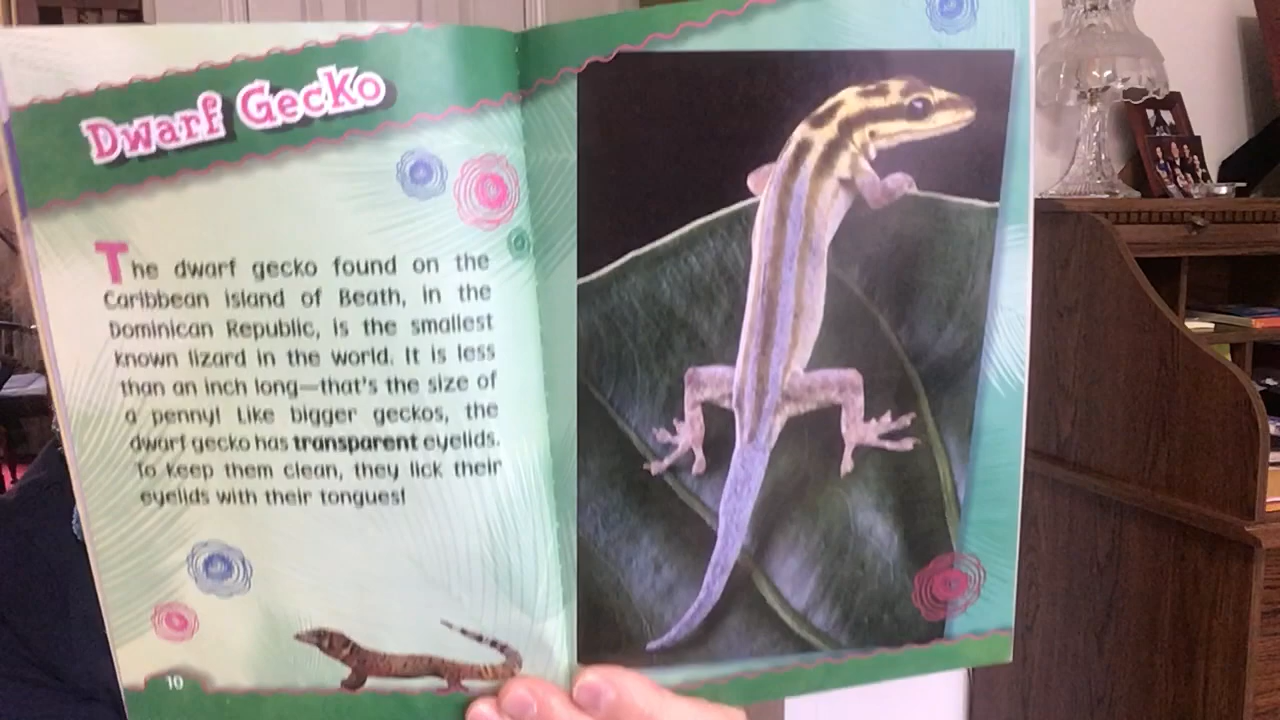 Dwarf Gecko
The dwarf gecko found on the
Caribbean island of Beath, in the
Dominican Republic, is the smallest
known lizard in the world. It is less
than an inch long—that's the size of
a penny! Like bigger geckos, the
dwarf gecko has transparent eyelids.
To keep them clean, they lick their
eyelids with their tongues!
10